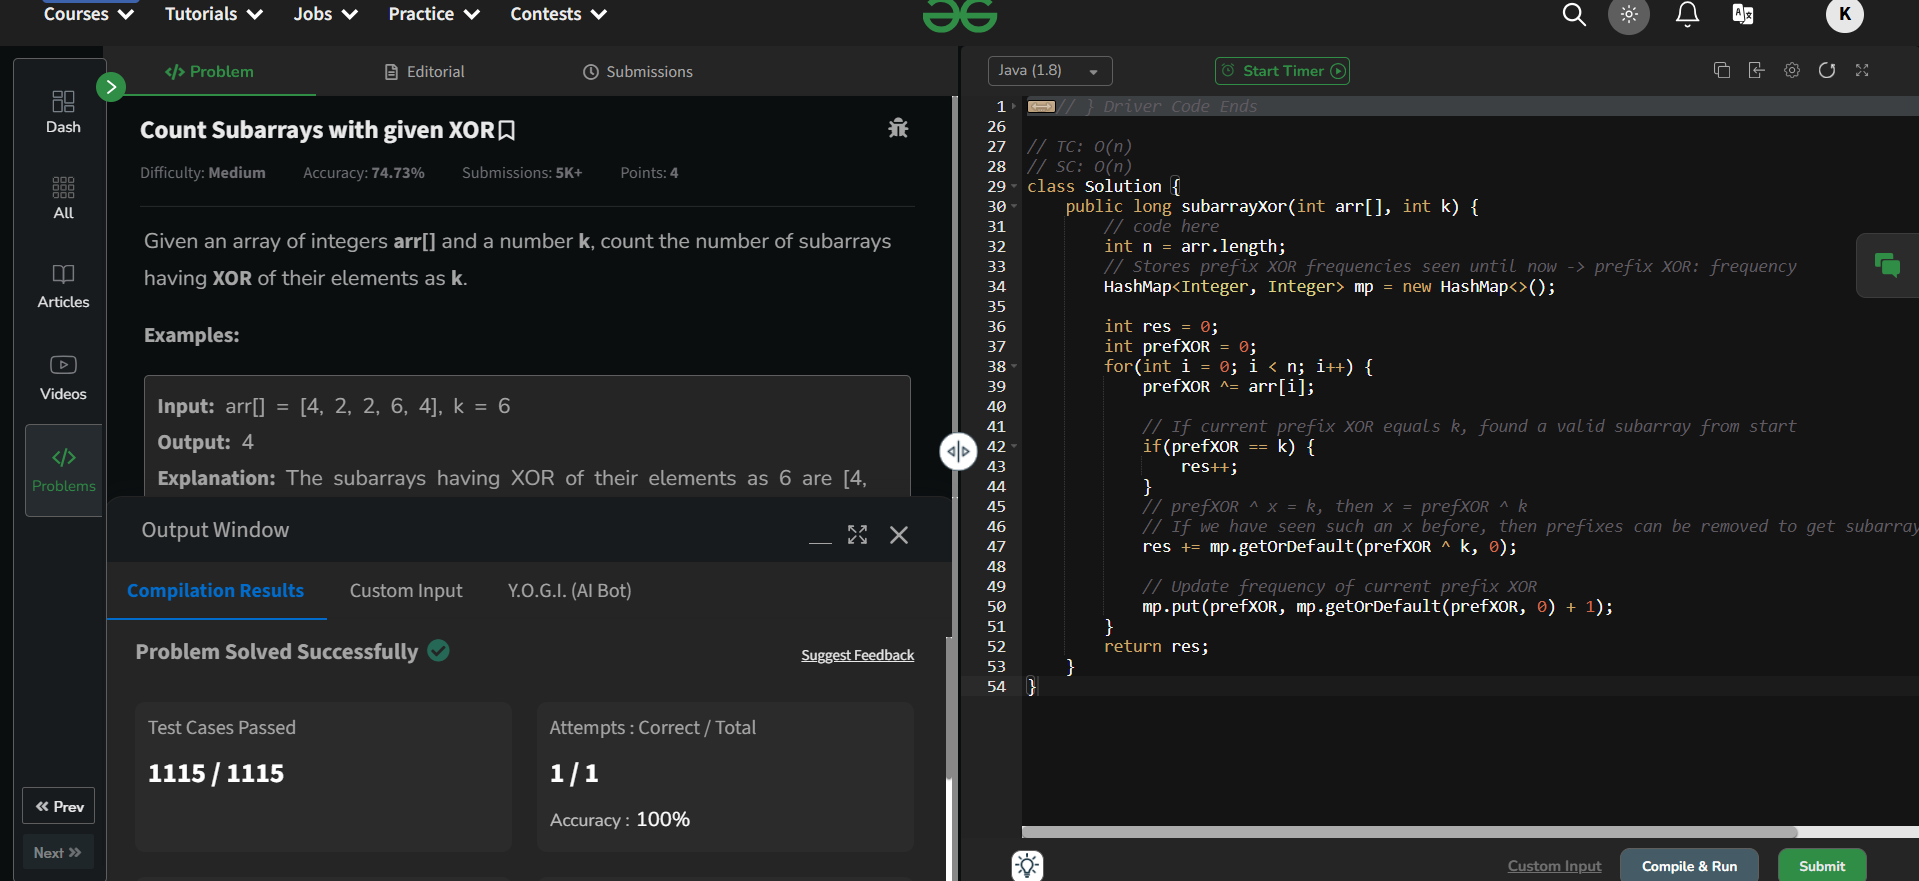 Courses Tutorials Jobs Practice Contests
K
Dash
All
Articles
Videos
Problems
Prev
Next
Problem Editorial Submissions
Count Subarrays with given XOR
Difficulty: Medium Accuracy: 74.73% Submissions: 5K+ Points: 4
Given an array of integers arr[] and a number k, count the number of subarrays
having XOR of their elements as k.
Examples:
Input: arr[] = [4, 2, 2, 6, 4], k = 6
Output: 4
Explanation: The subarrays having XOR of their elements as 6 are [4,
Output Window
Compilation Results Custom Input Y.O.G.I. (AI Bot)
Problem Solved Successfully
Suggest Feedback
Test Cases Passed
1115 / 1115
Attempts : Correct / Total
1 / 1
Accuracy : 100%
Java (1.8)
Start Timer
1 // } Driver Code Ends
26
27 // TC: O(n)
28 // SC: O(n)
29 class Solution {
30 public long subarrayXor(int arr[], int k) {
31 // code here
32 int n = arr.length;
33 // Stores prefix XOR frequencies seen until now -> prefix XOR: frequency
34 HashMap<Integer, Integer> mp = new HashMap<>();
35
36 int res = 0;
37 int prefXOR = 0;
38 for(int i = 0; i < n; i++) {
39 prefXOR ^= arr[i];
40
41 // If current prefix XOR equals k, found a valid subarray from start
42 if(prefXOR == k) {
43 res++;
44 }
45 // prefXOR ^ x = k, then x = prefXOR ^ k
46 // If we have seen such an x before, then prefixes can be removed to get subarray
47 res += mp.getOrDefault(prefXOR ^ k, 0);
48
49 // Update frequency of current prefix XOR
50 mp.put(prefXOR, mp.getOrDefault(prefXOR, 0) + 1);
51 }
52 return res;
53 }
54 }
Custom Input Compile & Run Submit